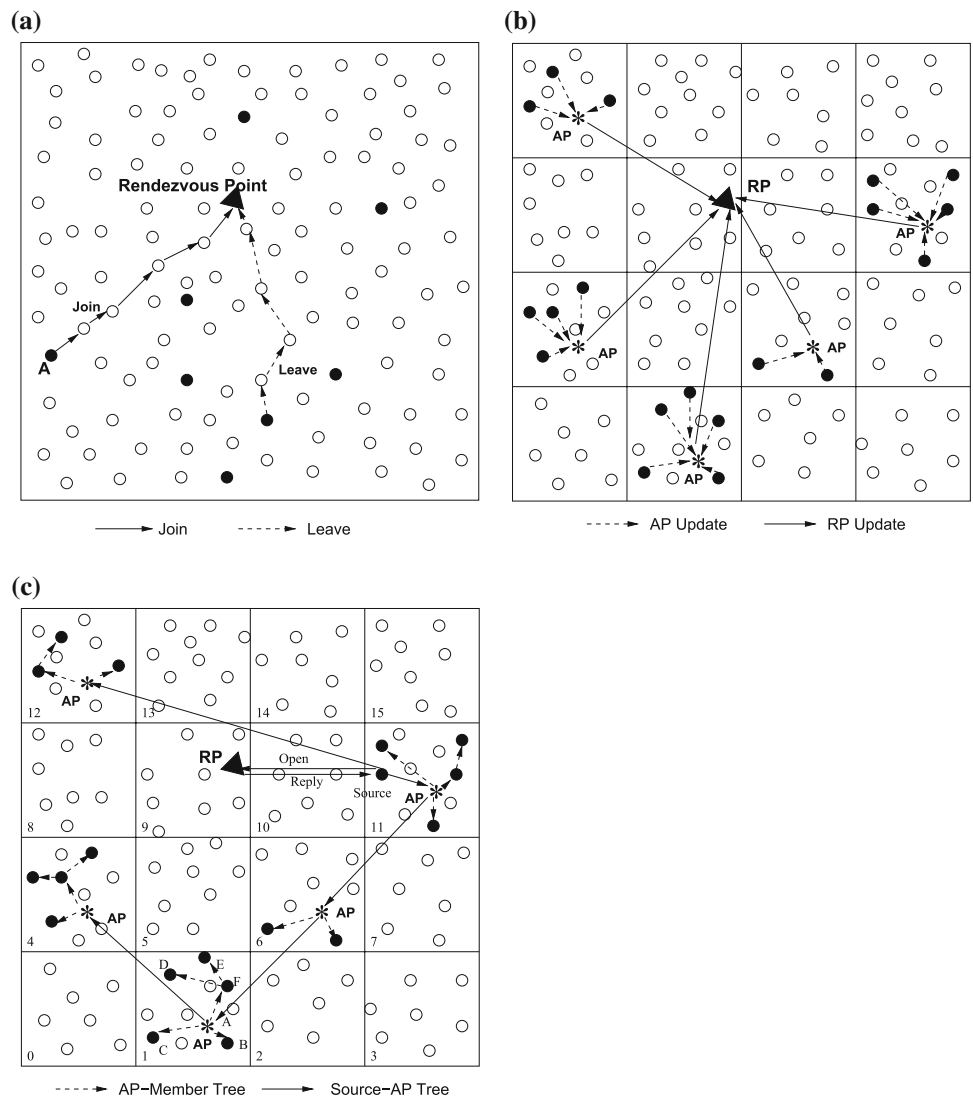 (a)
Rendezvous Point
Join
A
Leave
Join
Leave
(b)
AP
RP
AP
AP
AP
AP
AP Update
RP Update
(c)
AP
12
13
14
15
RP
Open
Reply
Source
AP
8
9
10
11
AP
AP
4
5
6
7
D
E
F
A
AP
C
B
0
1
2
3
AP−Member Tree
Source−AP Tree